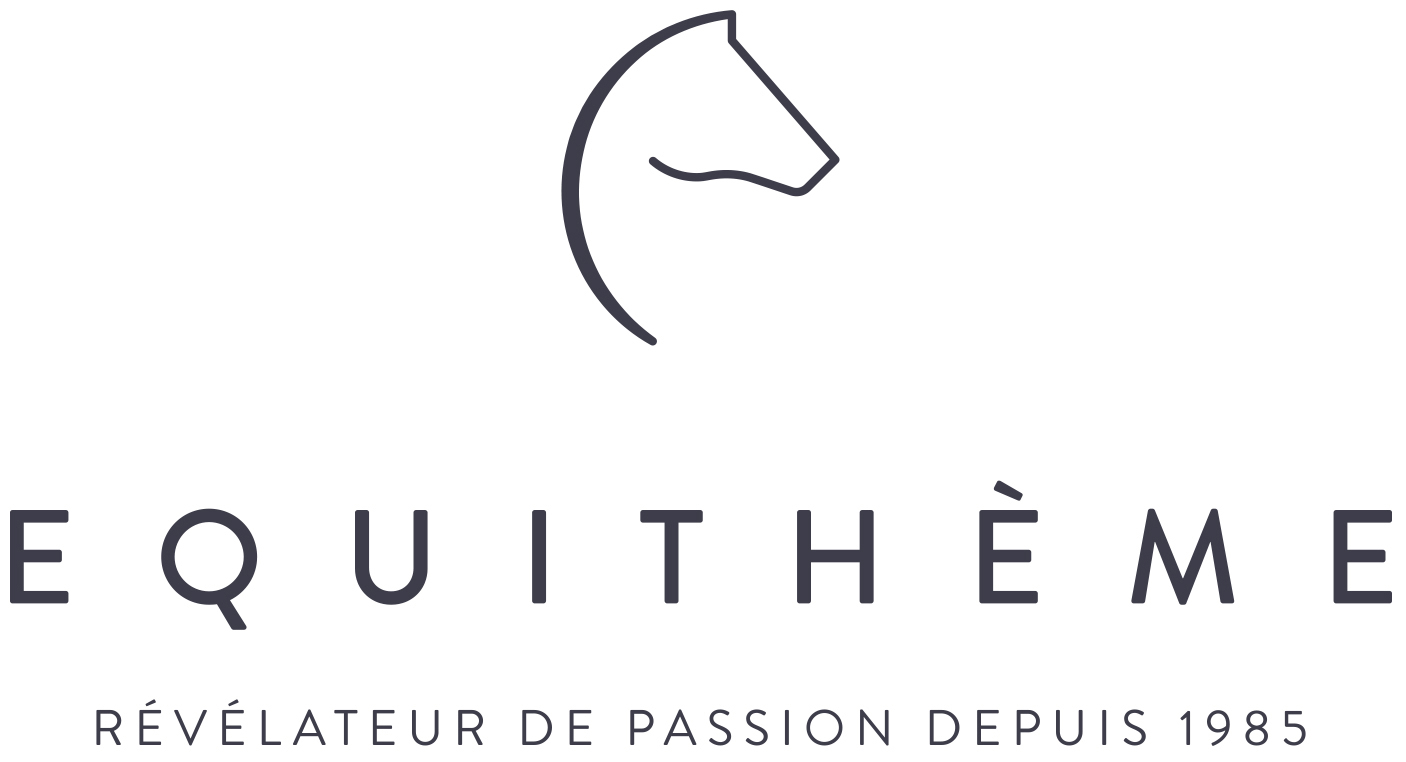 EQUITHÈME
RÉVÉLATEUR DE PASSION DEPUIS 1985